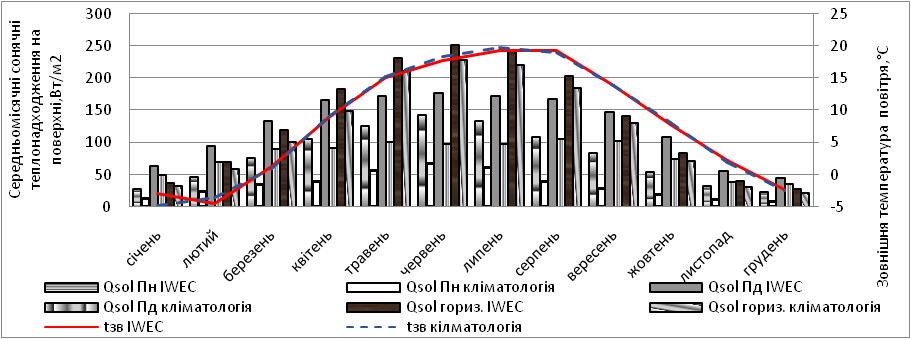 Середньомісячні сонячні
теплонадходження на
поверхні,Вт/м2
300
250
200
150
100
50
0
25
20
15
10
5
0
-5
Зовнішня температура повітря,°С
січень
лютий
березень
квітень
травень
червень
липень
серпень
вересень
жовтень
листопад
грудень
Qsol Пн IWEC
Qsol Пн кліматологія
Qsol Пд IWEC
Qsol Пд кліматологія
Qsol гориз. IWEC
Qsol гориз. кліматологія
tзв IWEC
tзв кілматологія